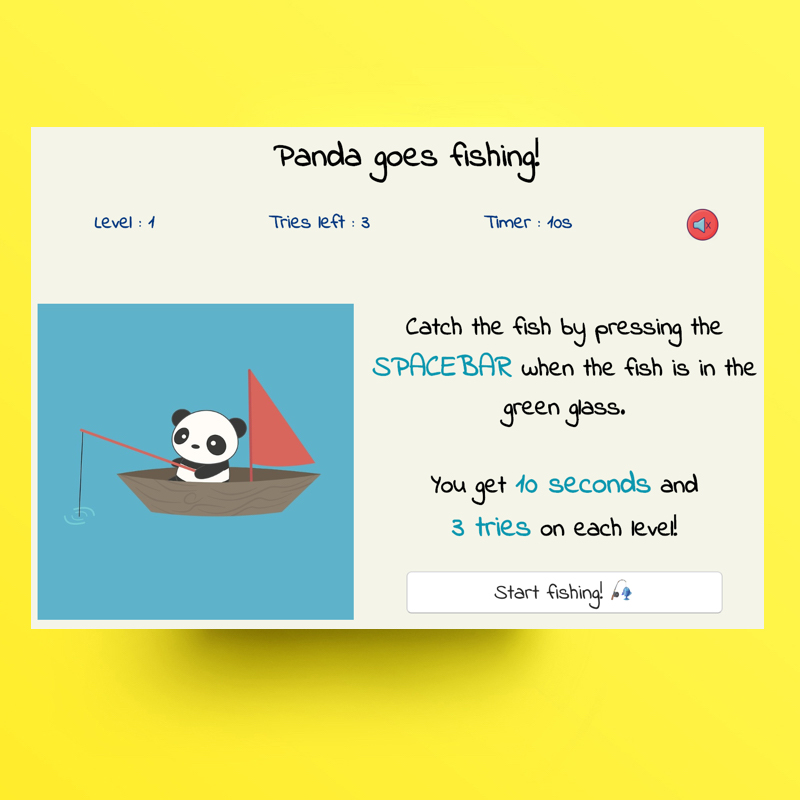 Panda goes fishing!
Level : 1
Tries left : 3
Timer : 10s
Catch the fish by pressing the
SPACEBAR when the fish is in the
green glass.
You get 10 seconds and
3 tries on each level!
Start fishing! 🎣